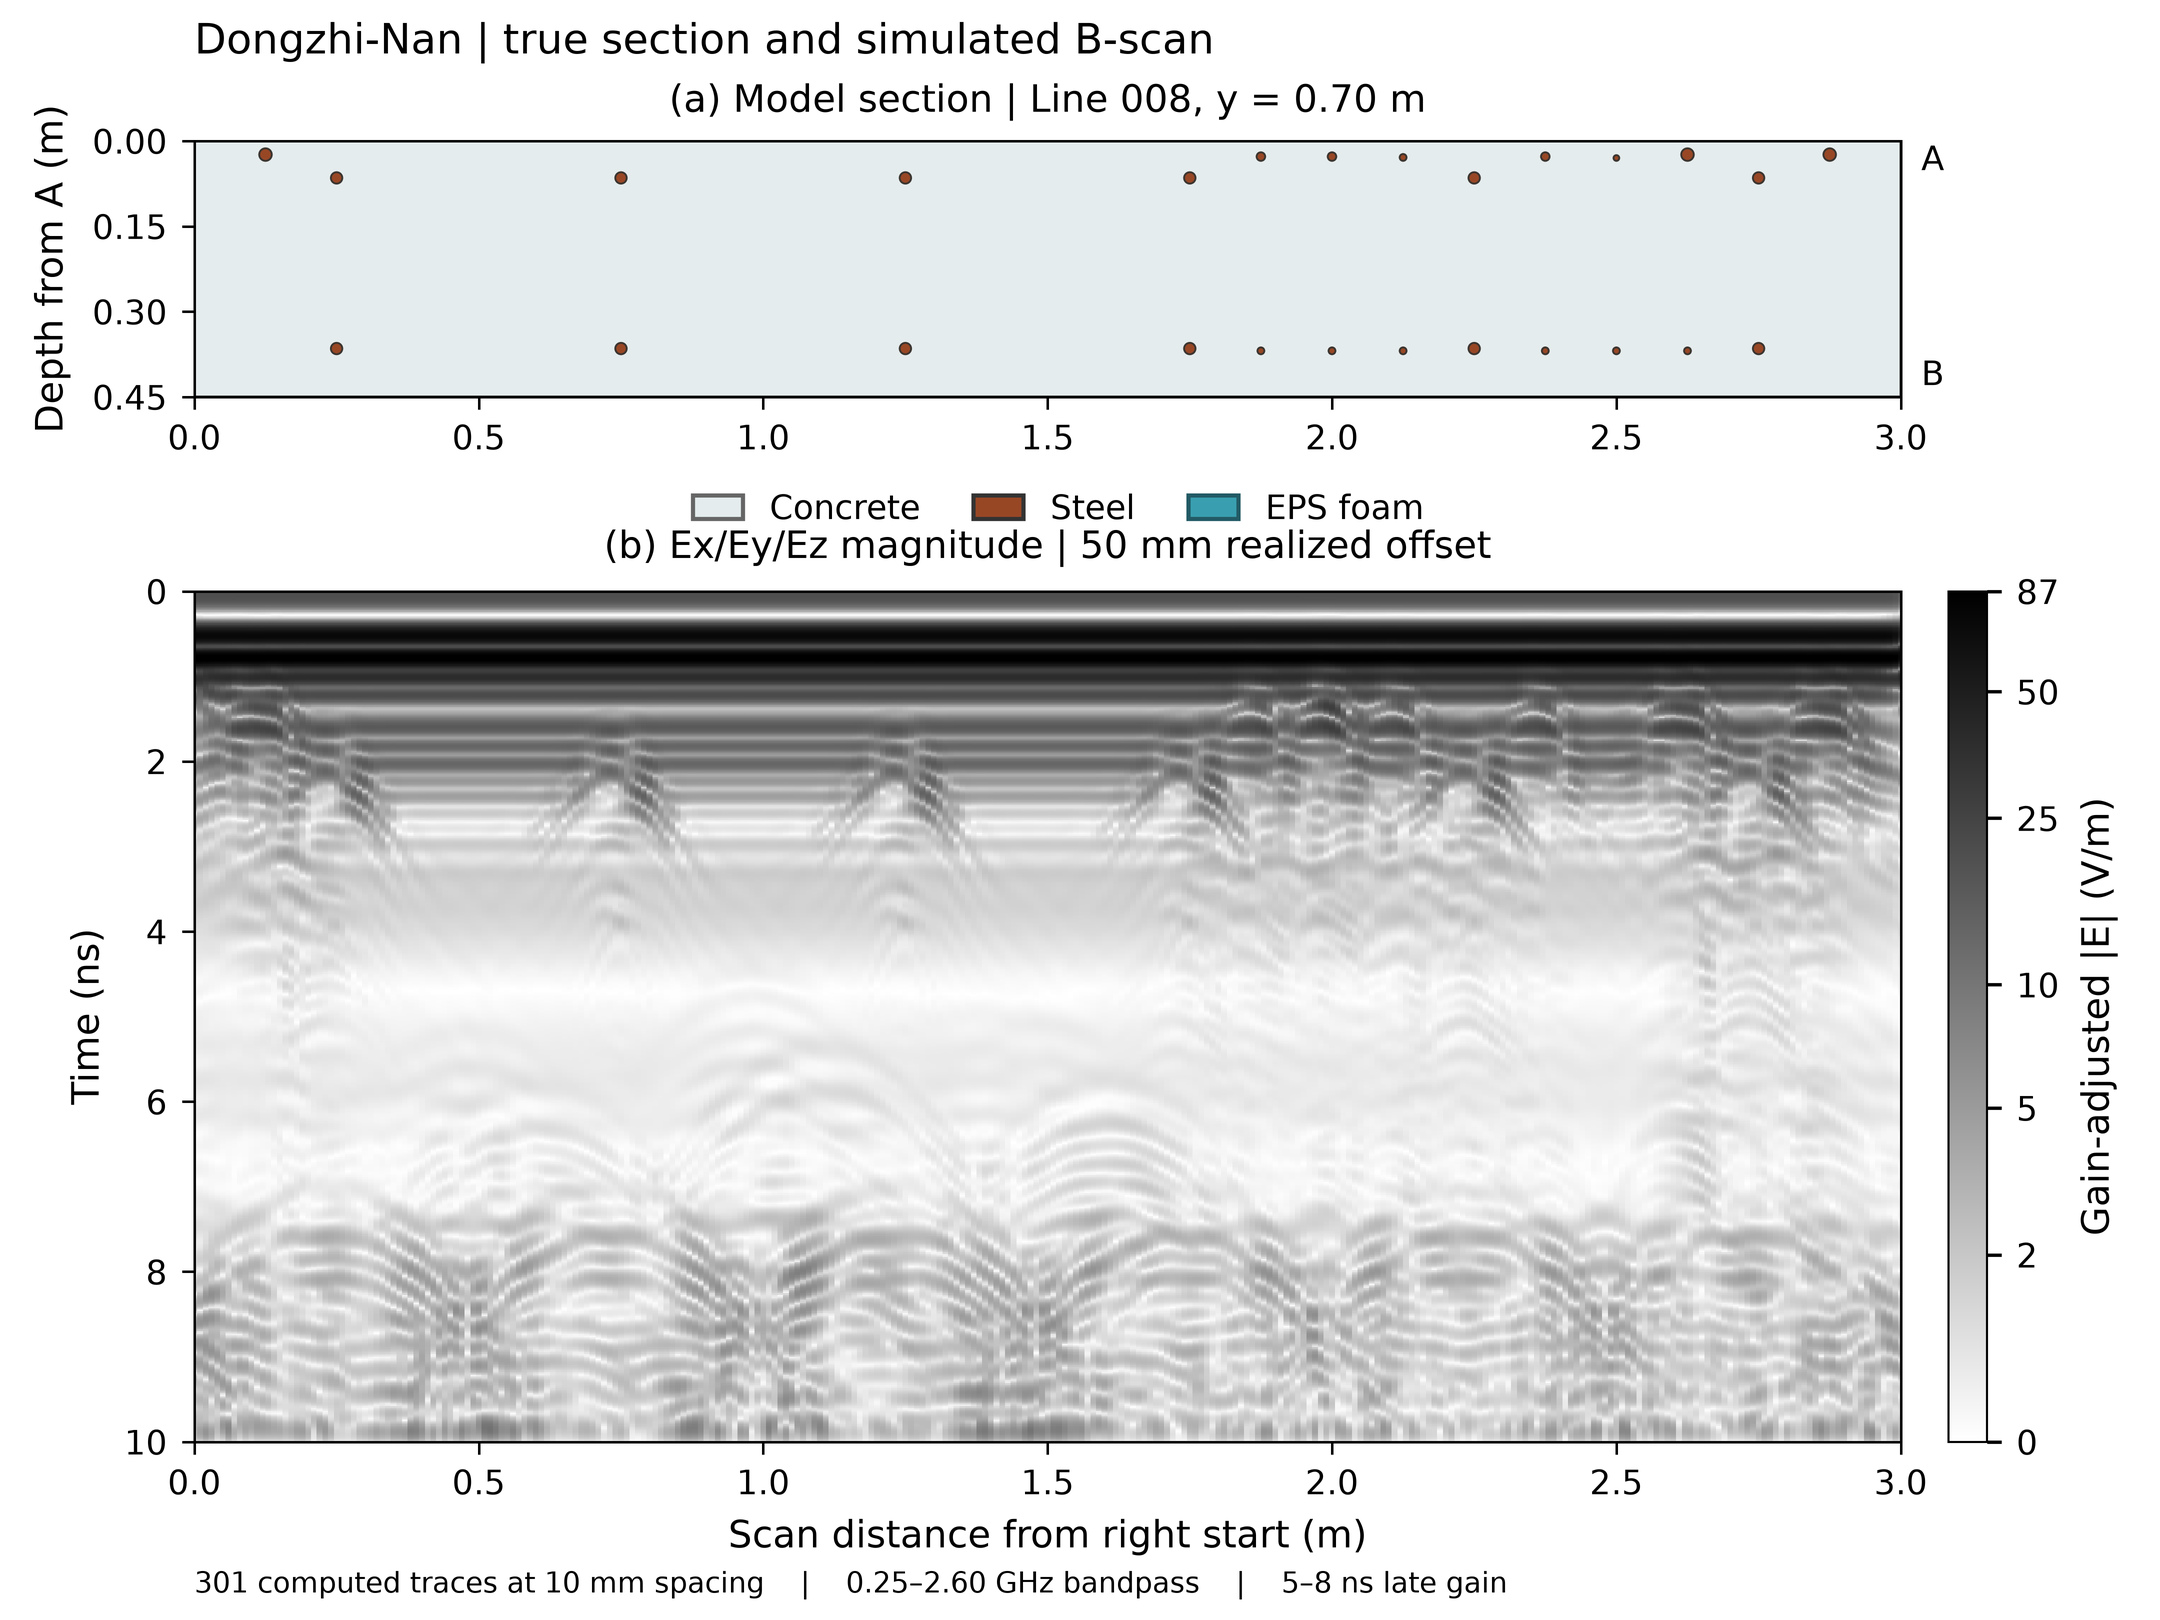 Dongzhi-Nan | true section and simulated B-scan
(a) Model section | Line 008, y = 0.70 m
Depth from A (m)
0.00
0.15
0.30
0.45
A
B
0.0 0.5 1.0 1.5 2.0 2.5 3.0
Concrete Steel EPS foam
(b) Ex/Ey/Ez magnitude | 50 mm realized offset
Time (ns)
0
2
4
6
8
10
0.0 0.5 1.0 1.5 2.0 2.5 3.0
Scan distance from right start (m)
87
50
25
10
5
2
0
Gain-adjusted |E| (V/m)
301 computed traces at 10 mm spacing | 0.25–2.60 GHz bandpass | 5–8 ns late gain